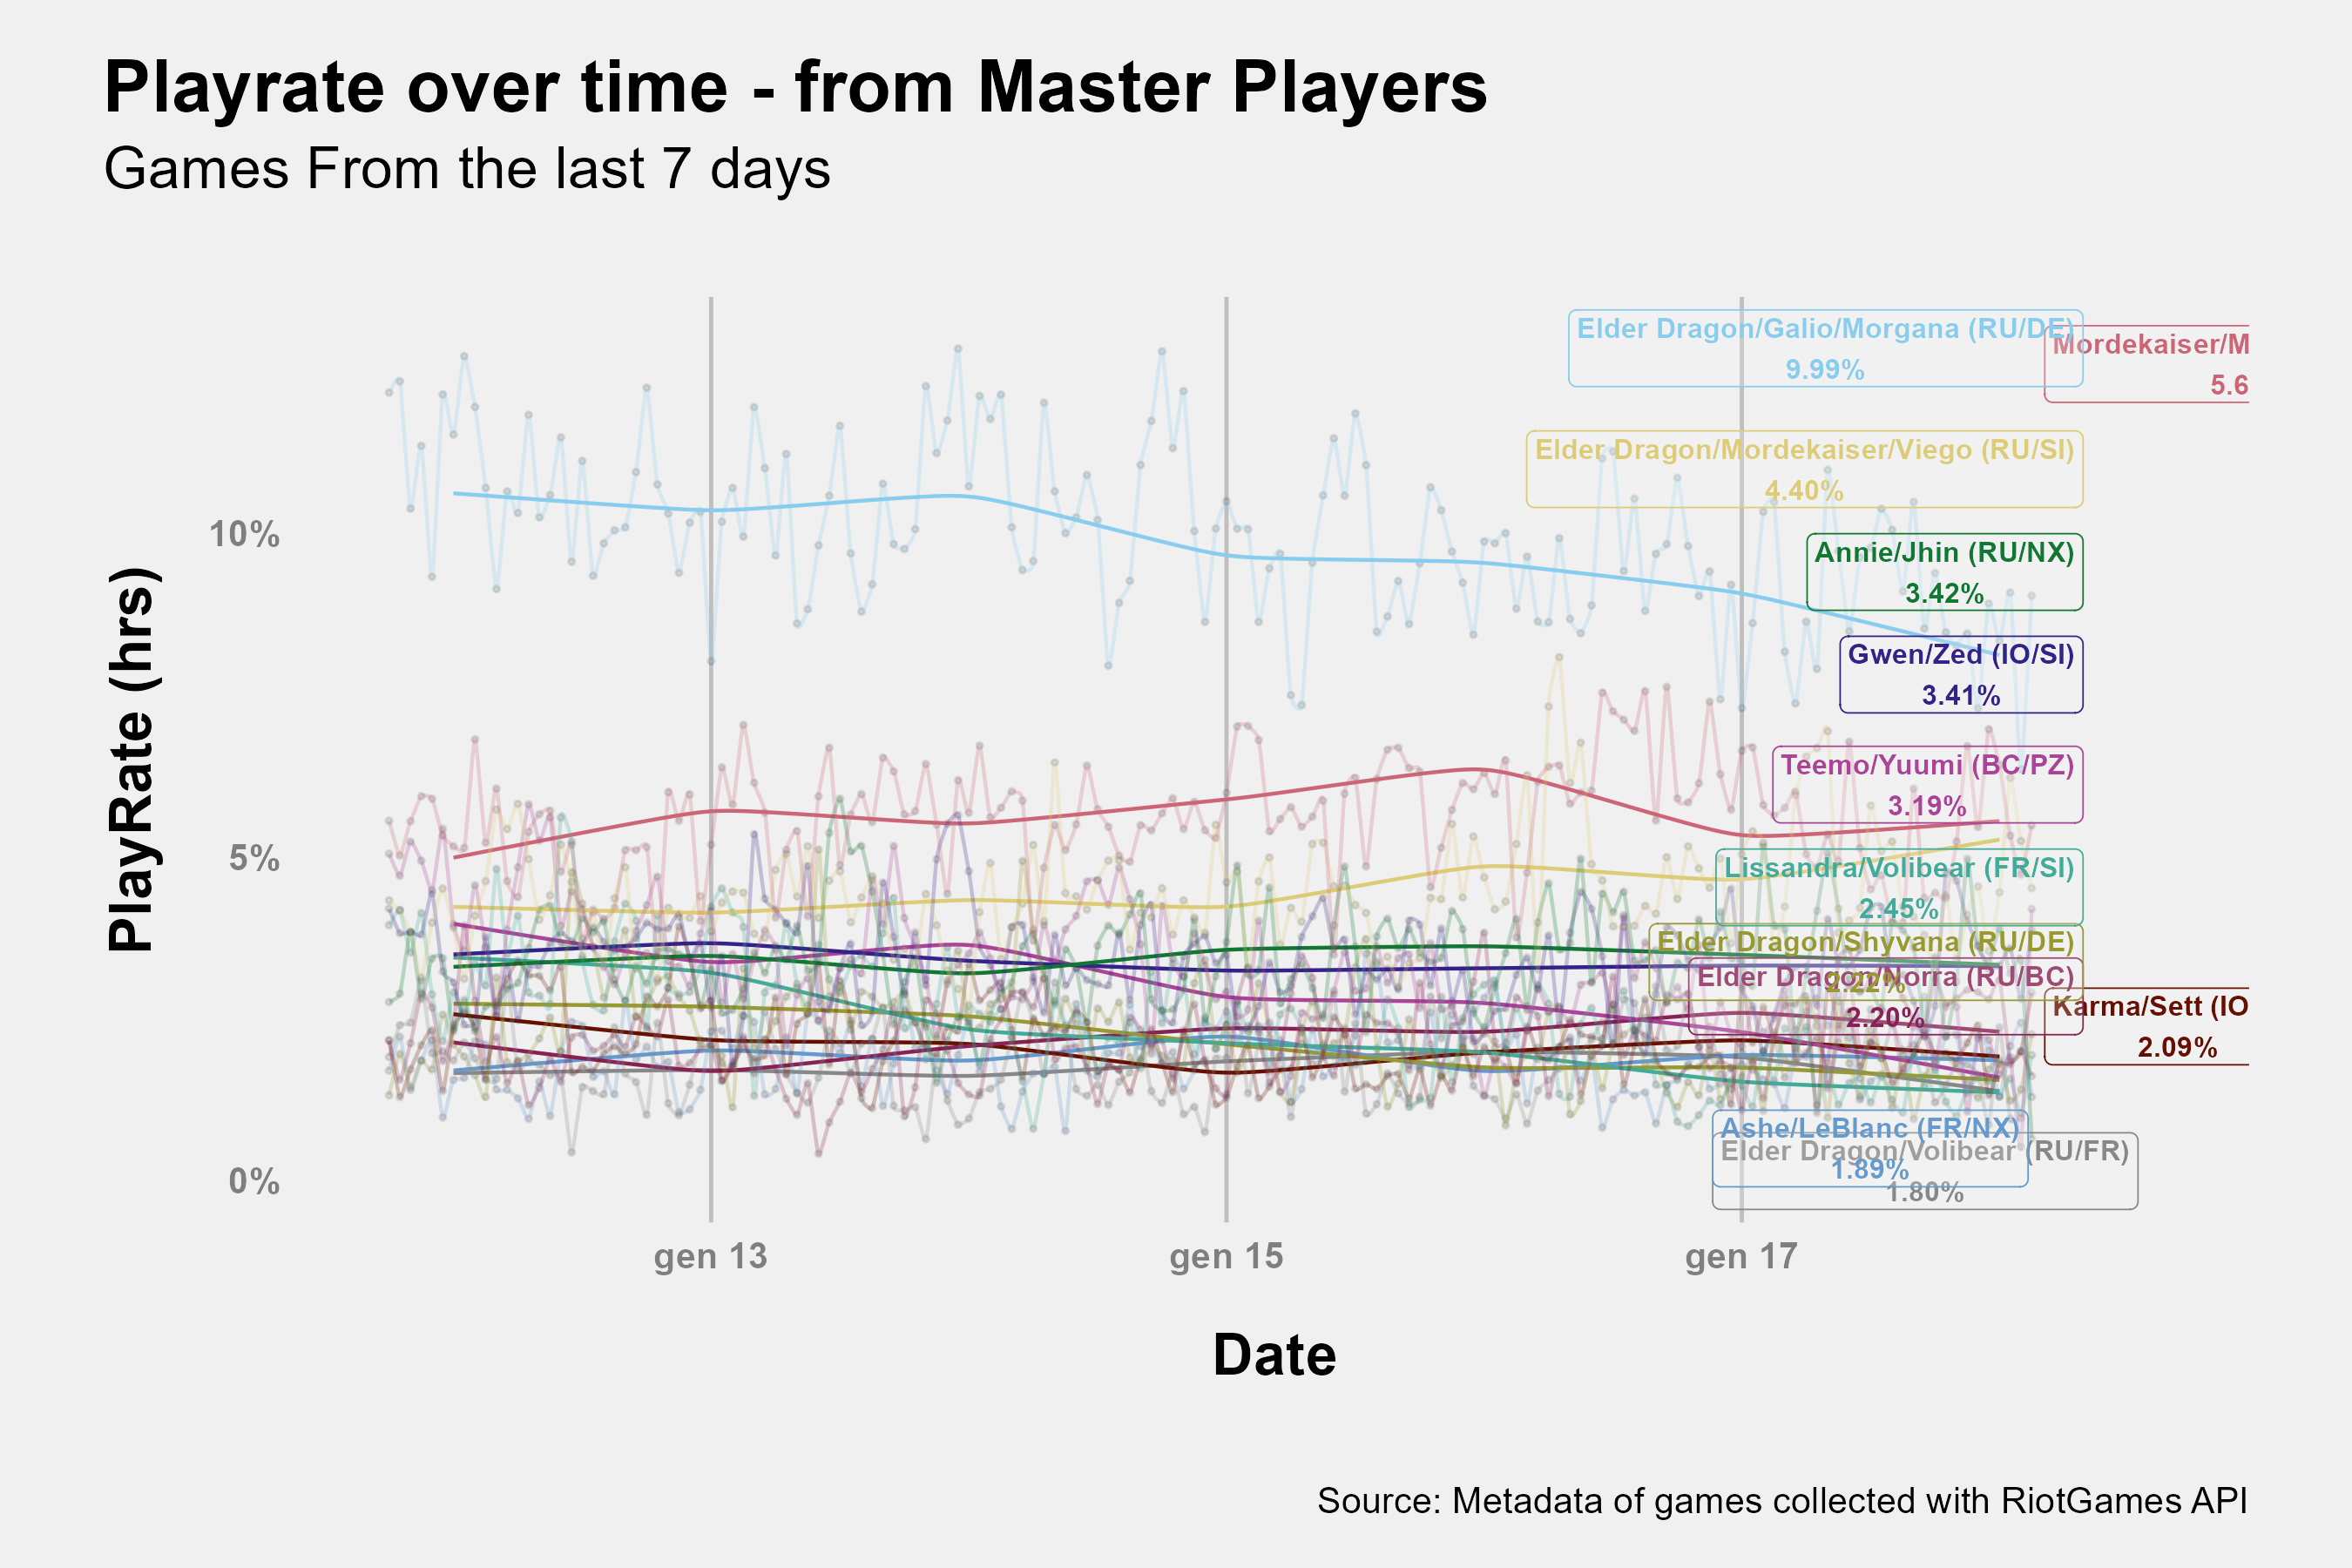 Playrate over time - from Master Players
Games From the last 7 days
PlayRate (hrs)
10%
5%
0%
Elder Dragon/Galio/Morgana (RU/DE)
9.99%
Mordekaiser/M
5.6
Elder Dragon/Mordekaiser/Viego (RU/SI)
4.40%
Annie/Jhin (RU/NX)
3.42%
Gwen/Zed (IO/SI)
3.41%
Teemo/Yuumi (BC/PZ)
3.19%
Lissandra/Volibear (FR/SI)
2.45%
Elder Dragon/Shyvana (RU/DE)
2.22%
Elder Dragon/Norra (RU/BC)
2.20%
Karma/Sett (IO
2.09%
Ashe/LeBlanc (FR/NX)
1.89%
Elder Dragon/Volibear (RU/FR)
1.80%
gen 13
gen 15
gen 17
Date
Source: Metadata of games collected with RiotGames API